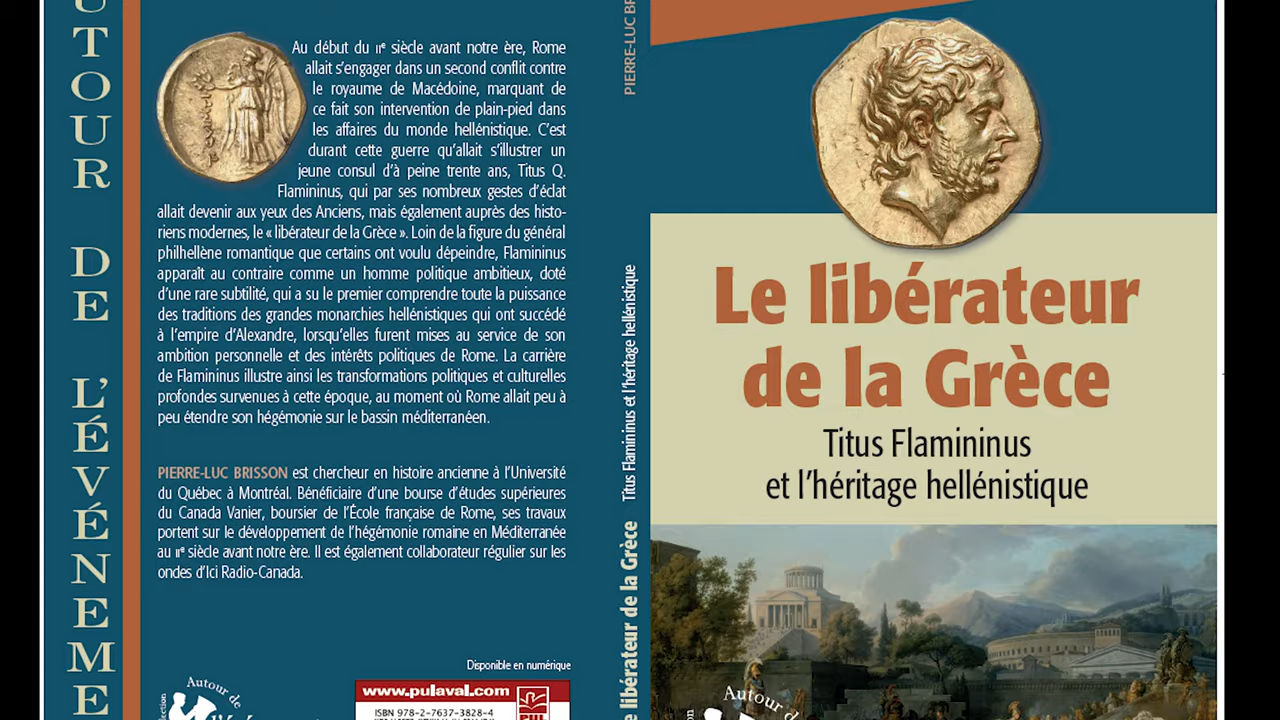 UTOUR DE L'ÉVÉNEME
Au début du IIe siècle avant notre ère, Rome
allait s'engager dans un second conflit contre
le royaume de Macédoine, marquant de
ce fait son intervention de plain-pied dans
les affaires du monde hellénistique. C'est
durant cette guerre qu'allait s'illustrer un
jeune consul d'à peine trente ans, Titus Q.
Flamininus, qui par ses nombreux gestes d'éclat
allait devenir aux yeux des Anciens, mais également auprès des histo-
riens modernes, le « libérateur de la Grèce ». Loin de la figure du général
philhellène romantique que certains ont voulu dépeindre, Flamininus
apparaît au contraire comme un homme politique ambitieux, doté
d'une rare subtilité, qui a su le premier comprendre toute la puissance
des traditions des grandes monarchies hellénistiques qui ont succédé
à l'empire d'Alexandre, lorsqu'elles furent mises au service de son
ambition personnelle et des intérêts politiques de Rome. La carrière
de Flamininus illustre ainsi les transformations politiques et culturelles
profondes survenues à cette époque, au moment où Rome allait peu à
peu étendre son hégémonie sur le bassin méditerranéen.
PIERRE-LUC BRISSON est chercheur en histoire ancienne à l'Université
du Québec à Montréal. Bénéficiaire d'une bourse d'études supérieures
du Canada Vanier, boursier de l'École française de Rome, ses travaux
portent sur le développement de l'hégémonie romaine en Méditerranée
au IIe siècle avant notre ère. Il est également collaborateur régulier sur les
ondes d'Ici Radio-Canada.
Disponible en numérique
Autour de
www.pulaval.com
ISBN 978-2-7637-3828-4
PUL
PIERRE-LUC BR
Titus Flamininus et l'héritage hellénistique
e libérateur de la Grèce
Le libérateur
de la Grèce
Titus Flamininus
et l'héritage hellénistique
Autour d